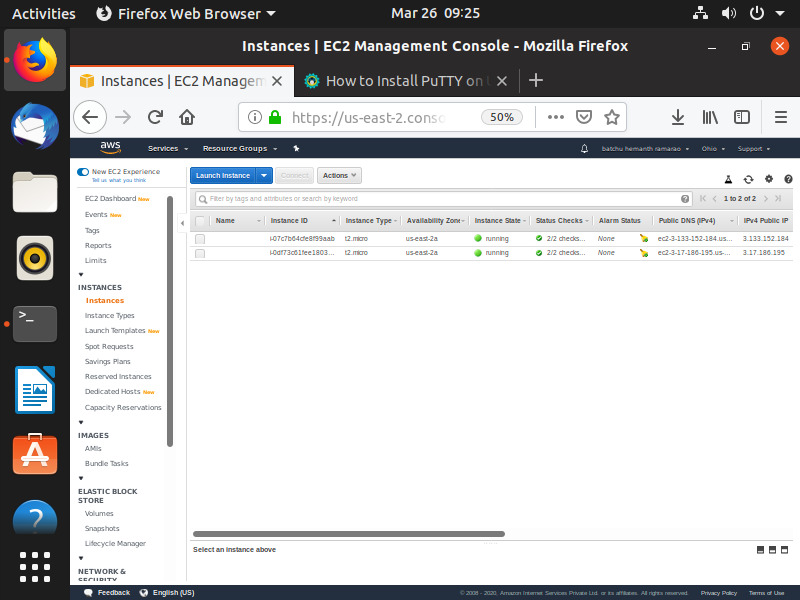 Activities Firefox Web Browser Mar 26 09:25
Instances | EC2 Management Console - Mozilla Firefox
Instances | EC2 Managem How to Install PuTTY on
https://us-east-2.conso 50%
aws Services Resource Groups batchu hemanth ramarao Ohio Support
New EC2 Experience
Tell us what you think
EC2 Dashboard New
Events New
Tags
Reports
Limits
INSTANCES
Instances
Instance Types
Launch Templates New
Spot Requests
Savings Plans
Reserved Instances
Dedicated Hosts New
Capacity Reservations
IMAGES
AMIs
Bundle Tasks
ELASTIC BLOCK
STORE
Volumes
Snapshots
Lifecycle Manager
NETWORK &
SECURITY
Launch Instance Connect Actions
Filter by tags and attributes or search by keyword 1 to 2 of 2
Name Instance ID Instance Type Availability Zone Instance State Status Checks Alarm Status Public DNS (IPv4) IPv4 Public IP
i-07c7b64cfe8f99aab t2.micro us-east-2a running 2/2 checks... None ec2-3-133-152-184.us... 3.133.152.184
i-0df73c61fee1803... t2.micro us-east-2a running 2/2 checks... None ec2-3-17-186-195.us-... 3.17.186.195
Select an instance above
Feedback English (US) © 2008 - 2020, Amazon Internet Services Private Ltd. or its affiliates. All rights reserved. Privacy Policy Terms of Use